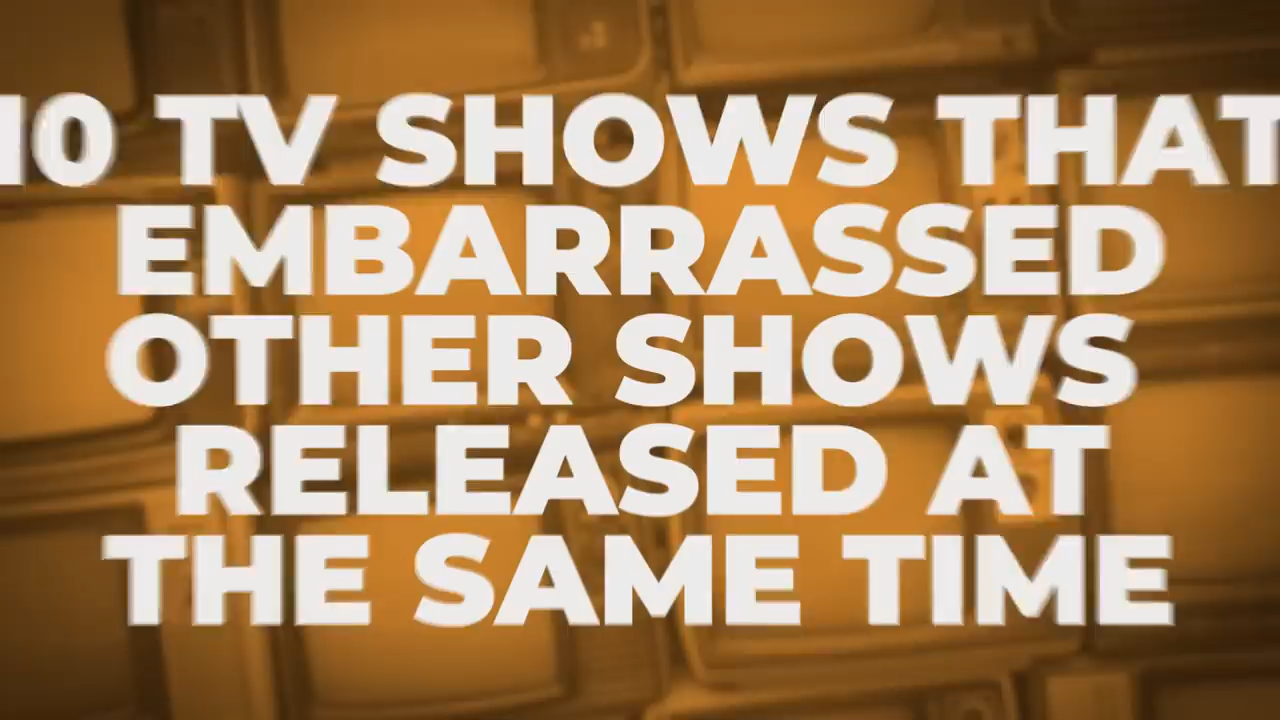 10 TV SHOWS THAT
EMBARRASSED
OTHER SHOWS
RELEASED AT
THE SAME TIME